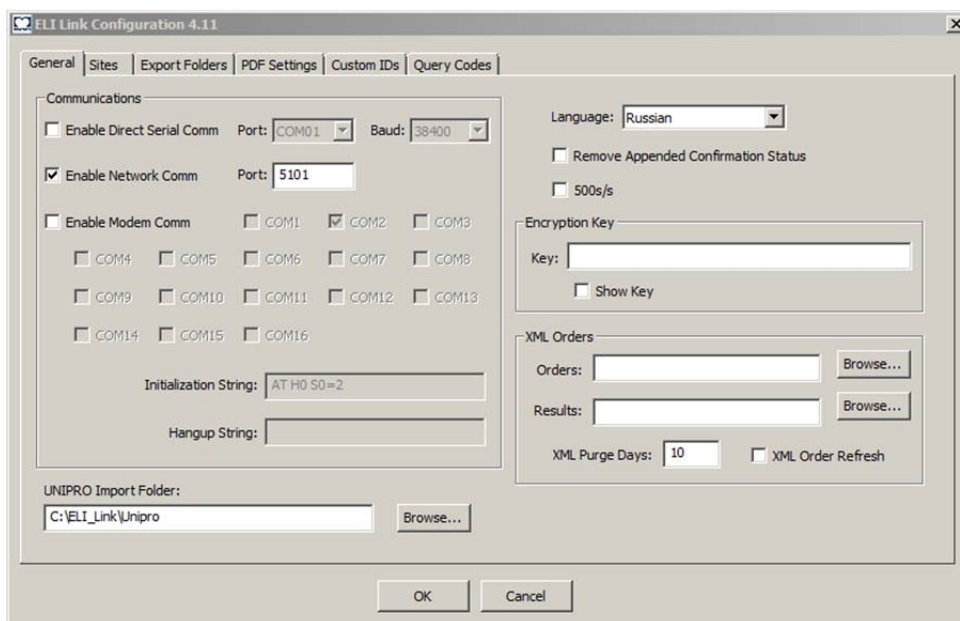 ELI Link Configuration 4.11
General Sites Export Folders PDF Settings Custom IDs Query Codes
Communications
Enable Direct Serial Comm Port: COM01 Baud: 38400
Enable Network Comm Port: 5101
Enable Modem Comm COM1 COM2 COM3
COM4 COM5 COM6 COM7 COM8
COM9 COM10 COM11 COM12 COM13
COM14 COM15 COM16
Initialization String: AT H0 S0=2
Hangup String:
UNIPRO Import Folder:
C:\ELI_Link\Unipro Browse...
Language: Russian
Remove Appended Confirmation Status
500s/s
Encryption Key
Key:
Show Key
XML Orders
Orders: Browse...
Results: Browse...
XML Purge Days: 10 XML Order Refresh
OK Cancel